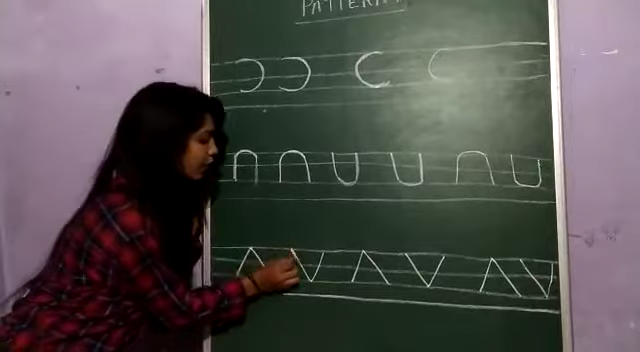 PATTERN
Ɔ Ɔ C C
∩ ∩ U U ∩ U
Λ V Λ V Λ V